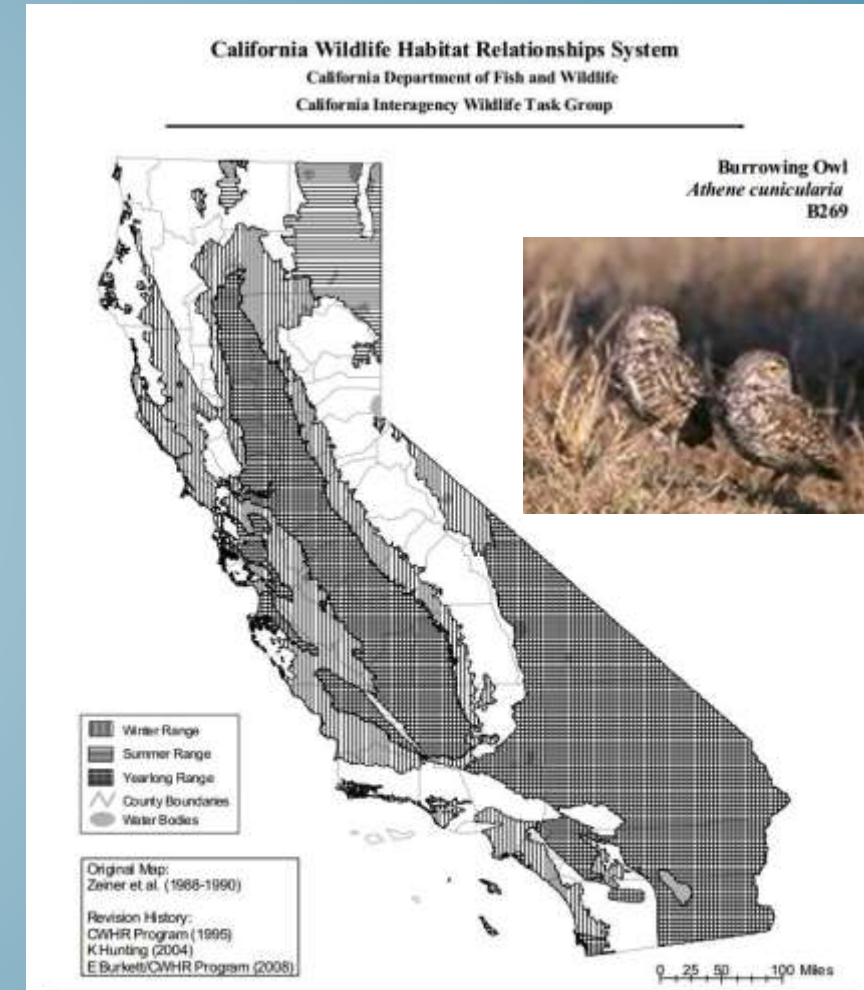 California Wildlife Habitat Relationships System
California Department of Fish and Wildlife
California Interagency Wildlife Task Group
Burrowing Owl
Athene cunicularia
B269
Winter Range
Summer Range
Yearlong Range
County Boundaries
Water Bodies
Original Map:
Zeiner et al. (1988-1990)
Revision History:
CWHR Program (1995)
K Hunting (2004)
E Burkett/CWHR Program (2008)
0 25 50 100 Miles